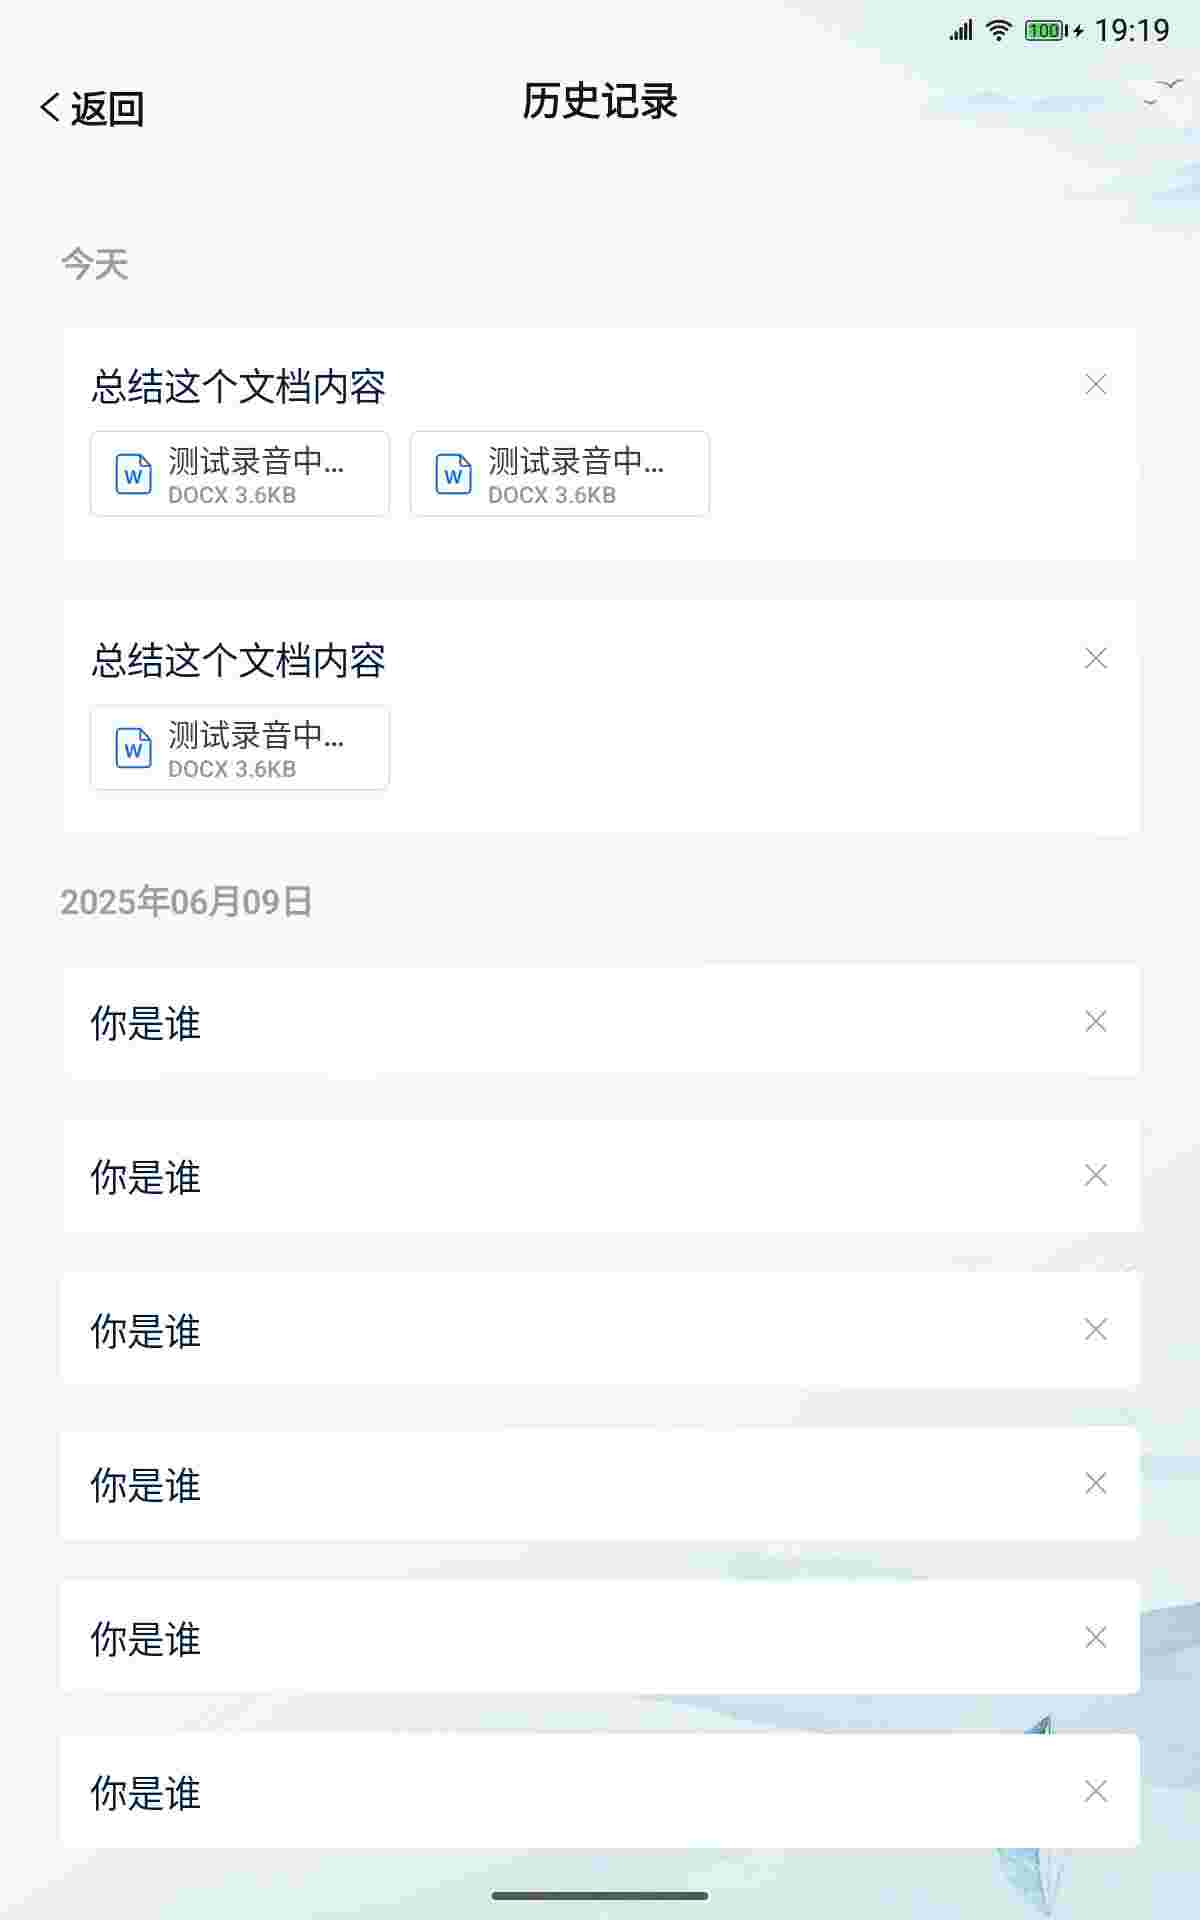 100 19:19
返回
历史记录
今天
总结这个文档内容
测试录音中...
DOCX 3.6KB
测试录音中...
DOCX 3.6KB
总结这个文档内容
测试录音中...
DOCX 3.6KB
2025年06月09日
你是谁
你是谁
你是谁
你是谁
你是谁
你是谁